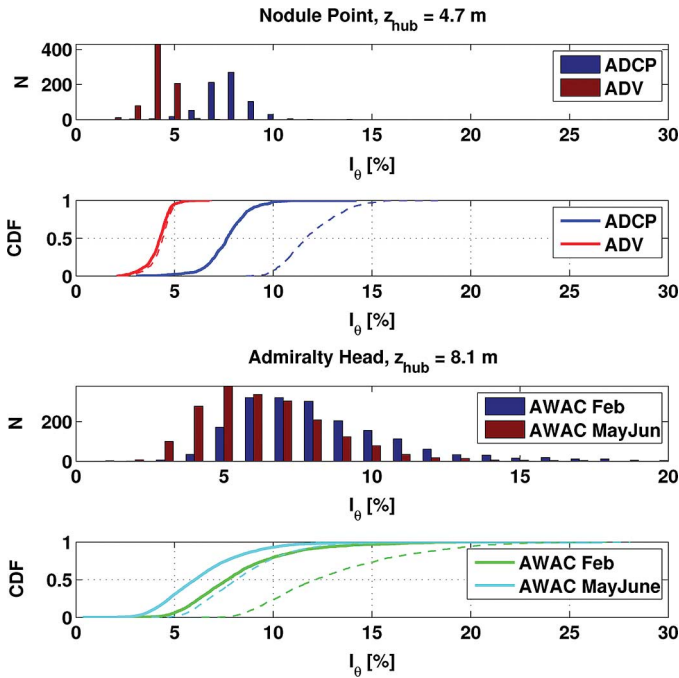 Nodule Point, z_hub = 4.7 m
N
400
200
0
ADCP
ADV
0 5 10 15 20 25 30
I_θ [%]
CDF
1
0.5
0
ADCP
ADV
0 5 10 15 20 25 30
I_θ [%]
Admiralty Head, z_hub = 8.1 m
N
200
0
AWAC Feb
AWAC MayJun
5 10 15 20
I_θ [%]
CDF
1
0.5
0
AWAC Feb
AWAC MayJune
0 5 10 15 20 25 30
I_θ [%]